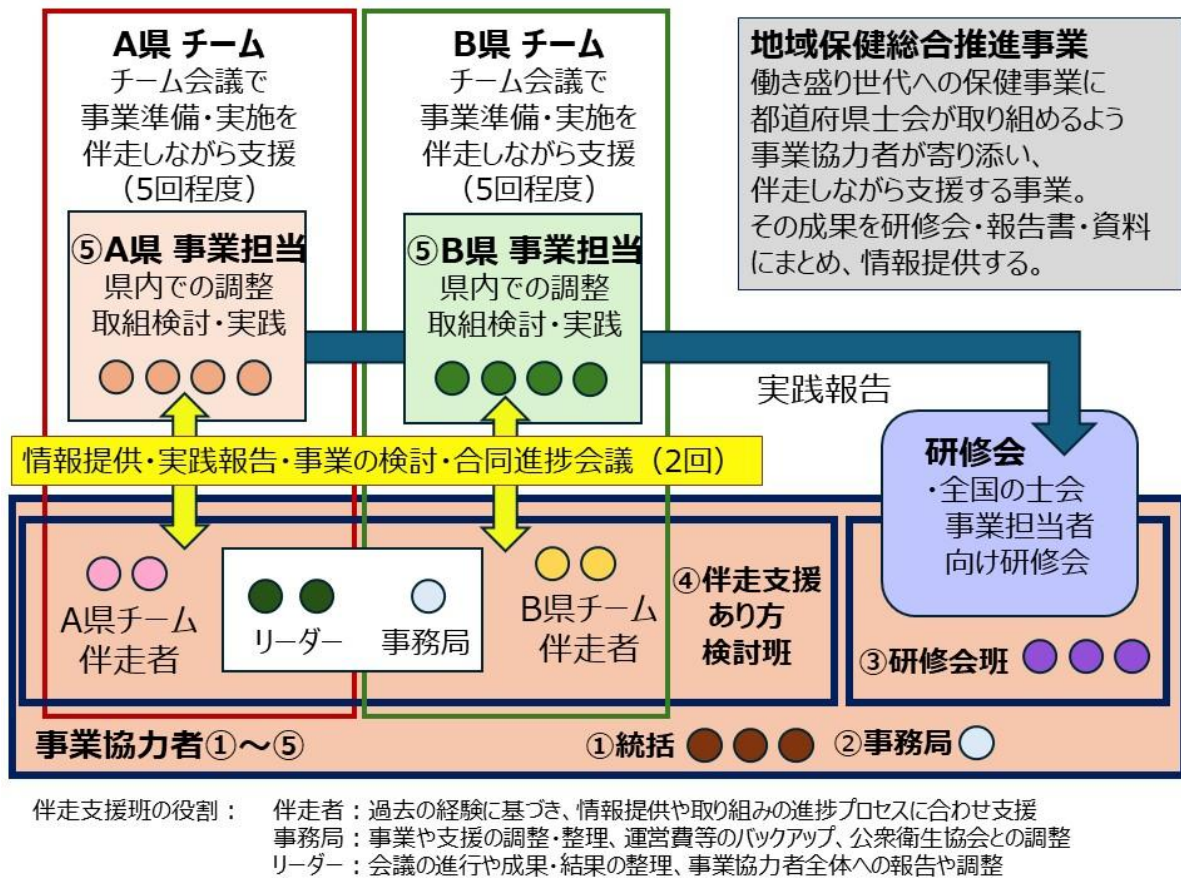 A県 チーム
チーム会議で
事業準備・実施を
伴走しながら支援
（5回程度）
⑤A県 事業担当
県内での調整
取組検討・実践
B県 チーム
チーム会議で
事業準備・実施を
伴走しながら支援
（5回程度）
⑤B県 事業担当
県内での調整
取組検討・実践
地域保健総合推進事業
働き盛り世代への保健事業に
都道府県士会が取り組めるよう
事業協力者が寄り添い、
伴走しながら支援する事業。
その成果を研修会・報告書・資料
にまとめ、情報提供する。
実践報告
情報提供・実践報告・事業の検討・合同進捗会議（2回）
研修会
・全国の士会
事業担当者
向け研修会
A県チーム
伴走者
リーダー
事務局
B県チーム
伴走者
④伴走支援
あり方
検討班
③研修会班
事業協力者①～⑤
①統括
②事務局
伴走支援班の役割： 伴走者：過去の経験に基づき、情報提供や取り組みの進捗プロセスに合わせ支援
事務局：事業や支援の調整・整理、運営費等のバックアップ、公衆衛生協会との調整
リーダー：会議の進行や成果・結果の整理、事業協力者全体への報告や調整